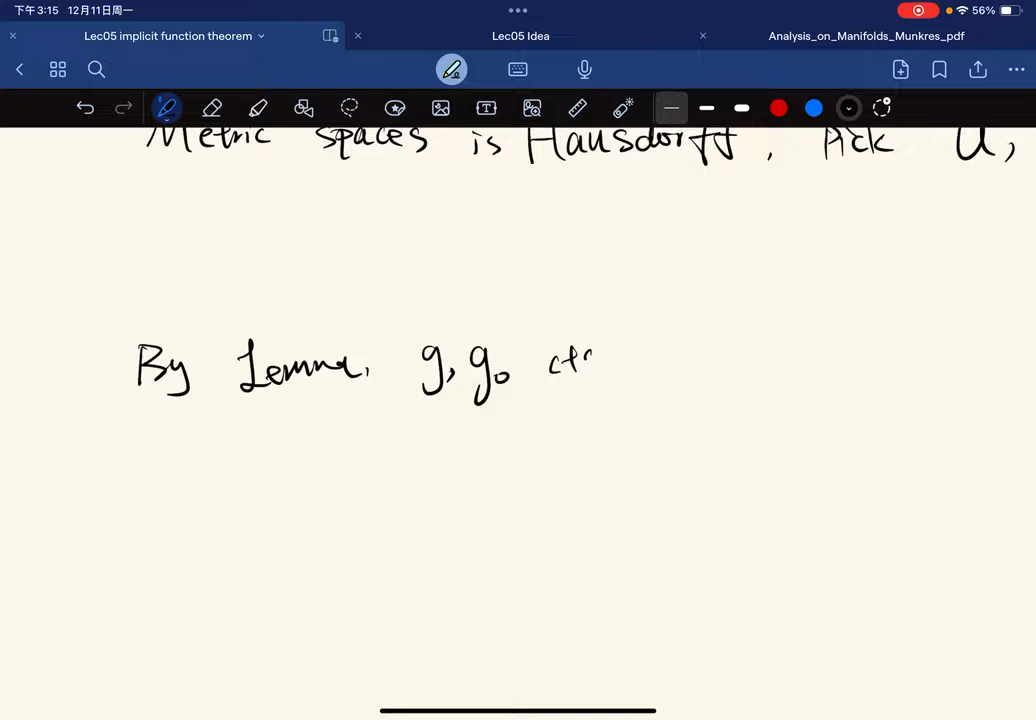 下午3:15 12月11日周一
56%
Lec05 implicit function theorem
Lec05 Idea
Analysis_on_Manifolds_Munkres_pdf
Metric spaces is Hausdorff, Pick U,
By Lemma, g, g₀